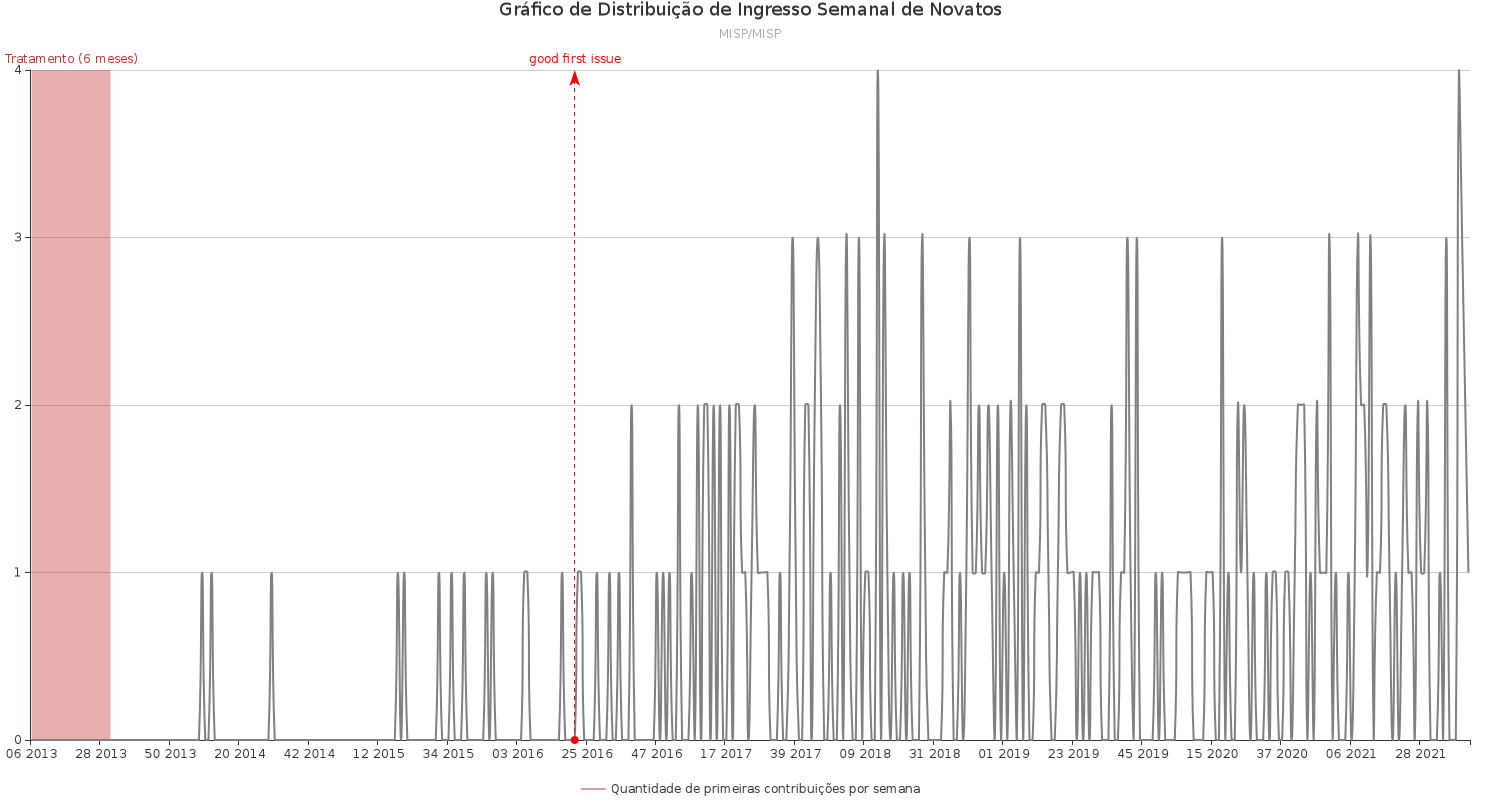 Gráfico de Distribuição de Ingresso Semanal de Novatos
MISP/MISP
Tratamento (6 meses)
good first issue
4
3
2
1
0
06 2013 28 2013 50 2013 20 2014 42 2014 12 2015 34 2015 03 2016 25 2016 47 2016 17 2017 39 2017 09 2018 31 2018 01 2019 23 2019 45 2019 15 2020 37 2020 06 2021 28 2021
Quantidade de primeiras contribuições por semana